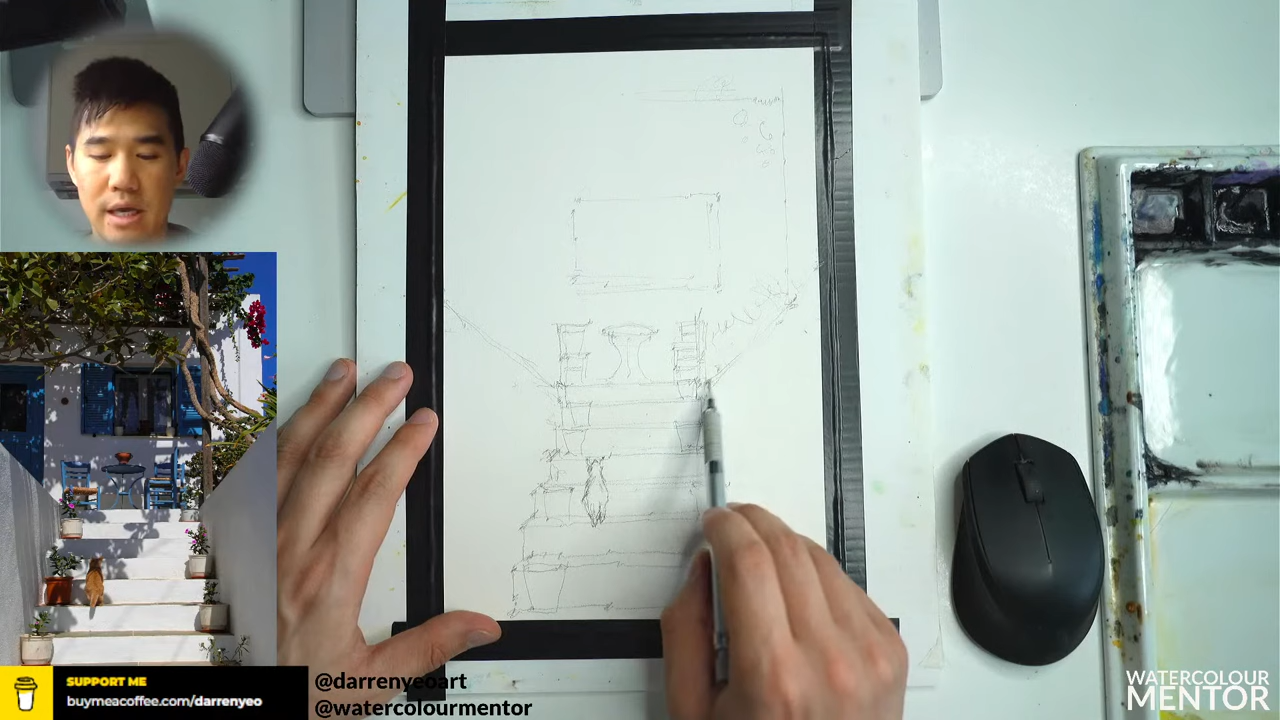 SUPPORT ME
buymeacoffee.com/darrenyeo
@darrenyeoart
@watercolourmentor
WATERCOLOUR
MENTOR